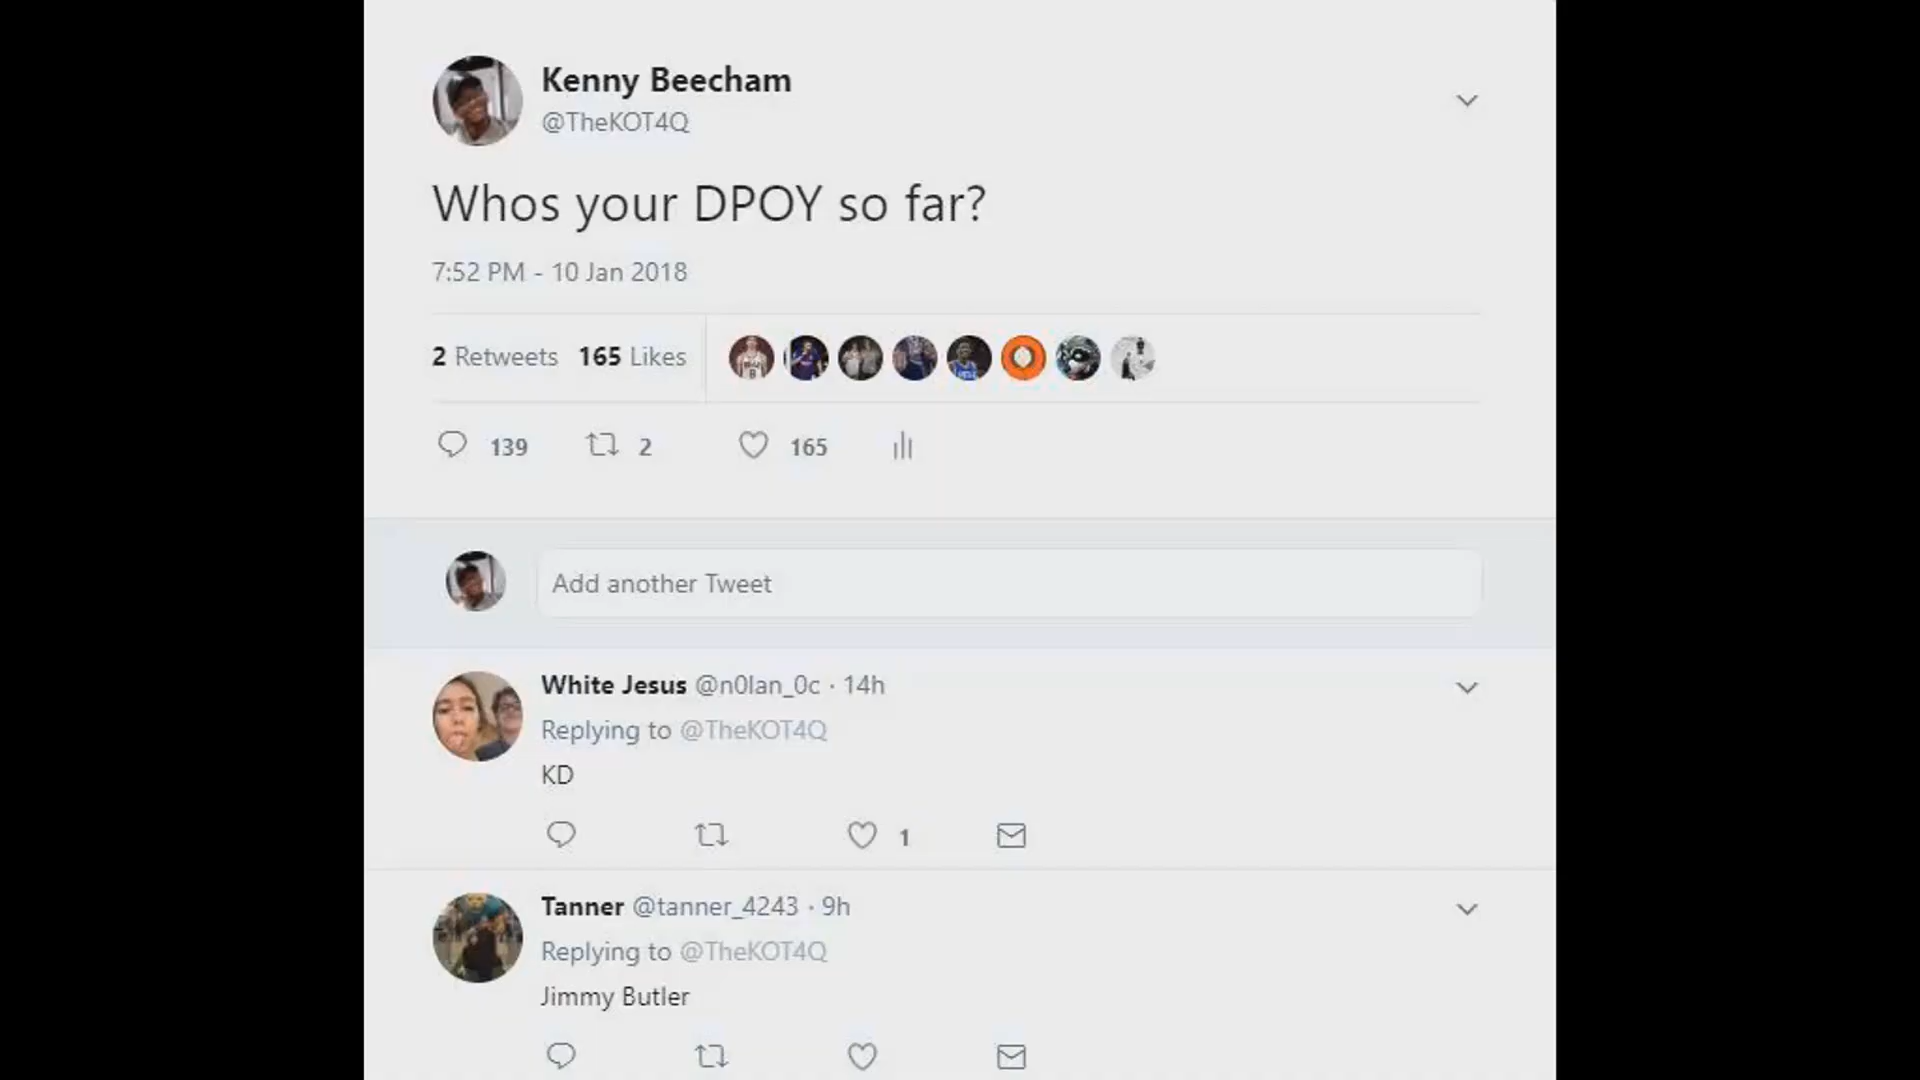 Kenny Beecham
@TheKOT4Q
Whos your DPOY so far?
7:52 PM - 10 Jan 2018
2 Retweets 165 Likes
139 2 165
Add another Tweet
White Jesus @n0lan_0c · 14h
Replying to @TheKOT4Q
KD
1
Tanner @tanner_4243 · 9h
Replying to @TheKOT4Q
Jimmy Butler